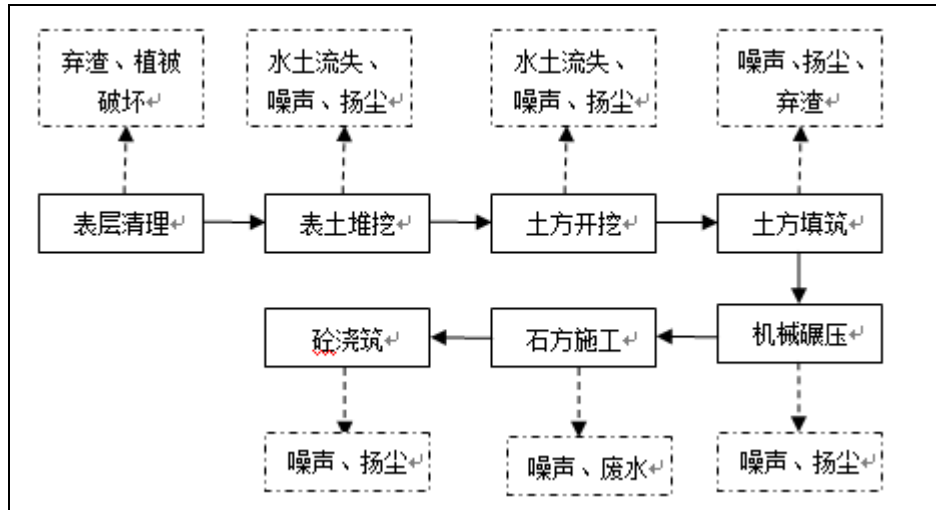 弃渣、植被
破坏
水土流失、
噪声、扬尘
水土流失、
噪声、扬尘
噪声、扬尘、
弃渣
表层清理
表土堆挖
土方开挖
土方填筑
砼浇筑
石方施工
机械碾压
噪声、扬尘
噪声、废水
噪声、扬尘